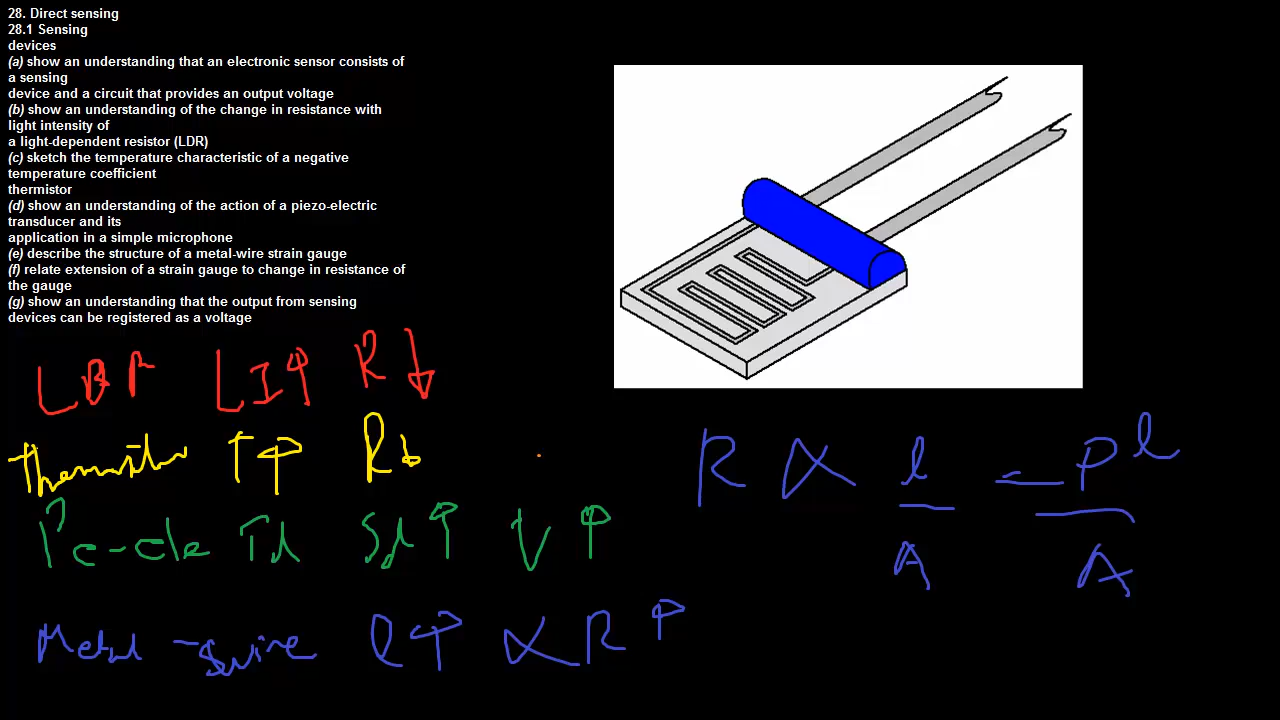 28. Direct sensing
28.1 Sensing
devices
(a) show an understanding that an electronic sensor consists of
a sensing
device and a circuit that provides an output voltage
(b) show an understanding of the change in resistance with
light intensity of
a light-dependent resistor (LDR)
(c) sketch the temperature characteristic of a negative
temperature coefficient
thermistor
(d) show an understanding of the action of a piezo-electric
transducer and its
application in a simple microphone
(e) describe the structure of a metal-wire strain gauge
(f) relate extension of a strain gauge to change in resistance of
the gauge
(g) show an understanding that the output from sensing
devices can be registered as a voltage
LDR LI↑ R↓
T↑ R↓
Sd↑ V↑
Metal-wire l↑ ∝ R↑
R ∝ l/A = ρl/A